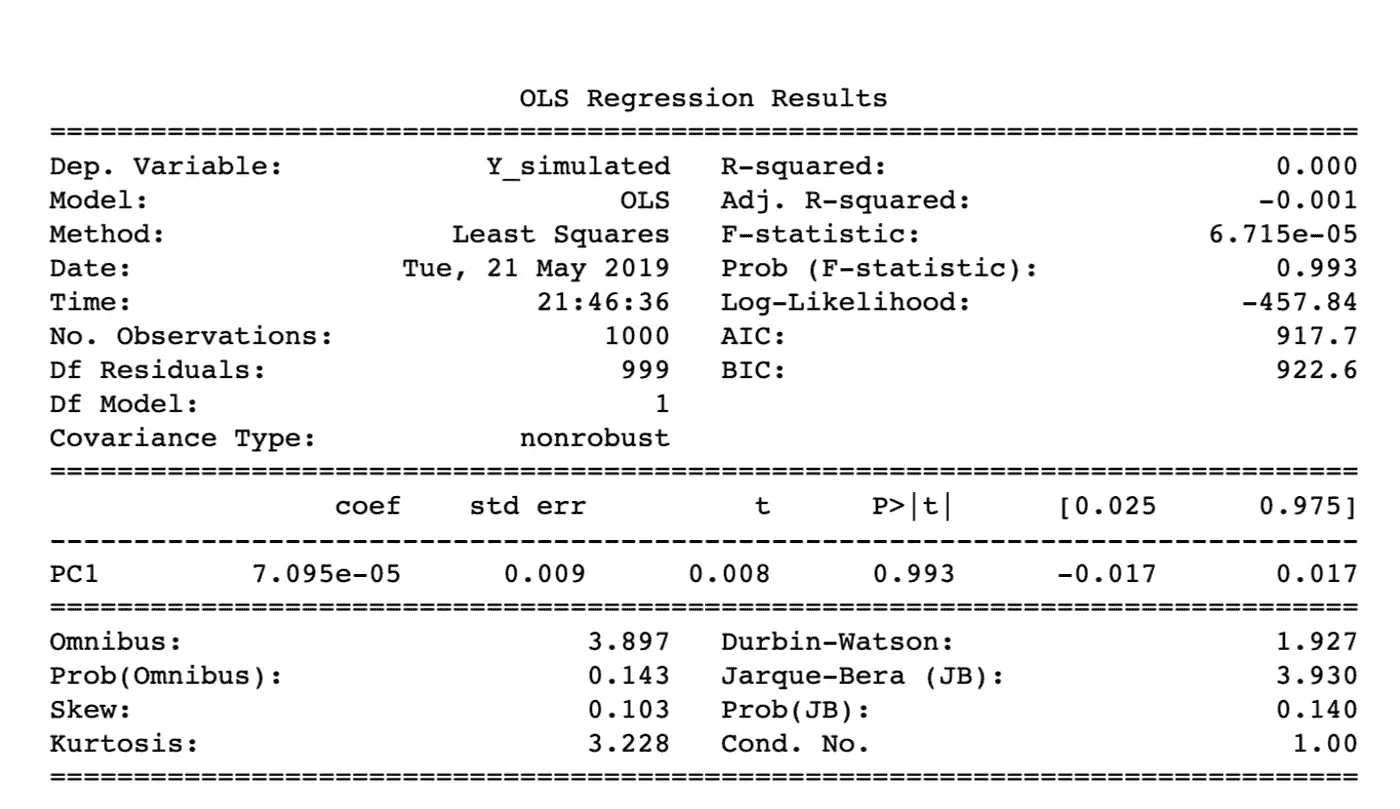 OLS Regression Results
==============================================================================
Dep. Variable:            Y_simulated   R-squared:                       0.000
Model:                            OLS   Adj. R-squared:                 -0.001
Method:                 Least Squares   F-statistic:                 6.715e-05
Date:                Tue, 21 May 2019   Prob (F-statistic):              0.993
Time:                        21:46:36   Log-Likelihood:                -457.84
No. Observations:                1000   AIC:                             917.7
Df Residuals:                     999   BIC:                             922.6
Df Model:                           1
Covariance Type:            nonrobust
==============================================================================
                 coef    std err          t      P>|t|      [0.025      0.975]
------------------------------------------------------------------------------
PC1         7.095e-05      0.009      0.008      0.993      -0.017       0.017
==============================================================================
Omnibus:                        3.897   Durbin-Watson:                   1.927
Prob(Omnibus):                  0.143   Jarque-Bera (JB):                3.930
Skew:                           0.103   Prob(JB):                        0.140
Kurtosis:                       3.228   Cond. No.                         1.00
==============================================================================